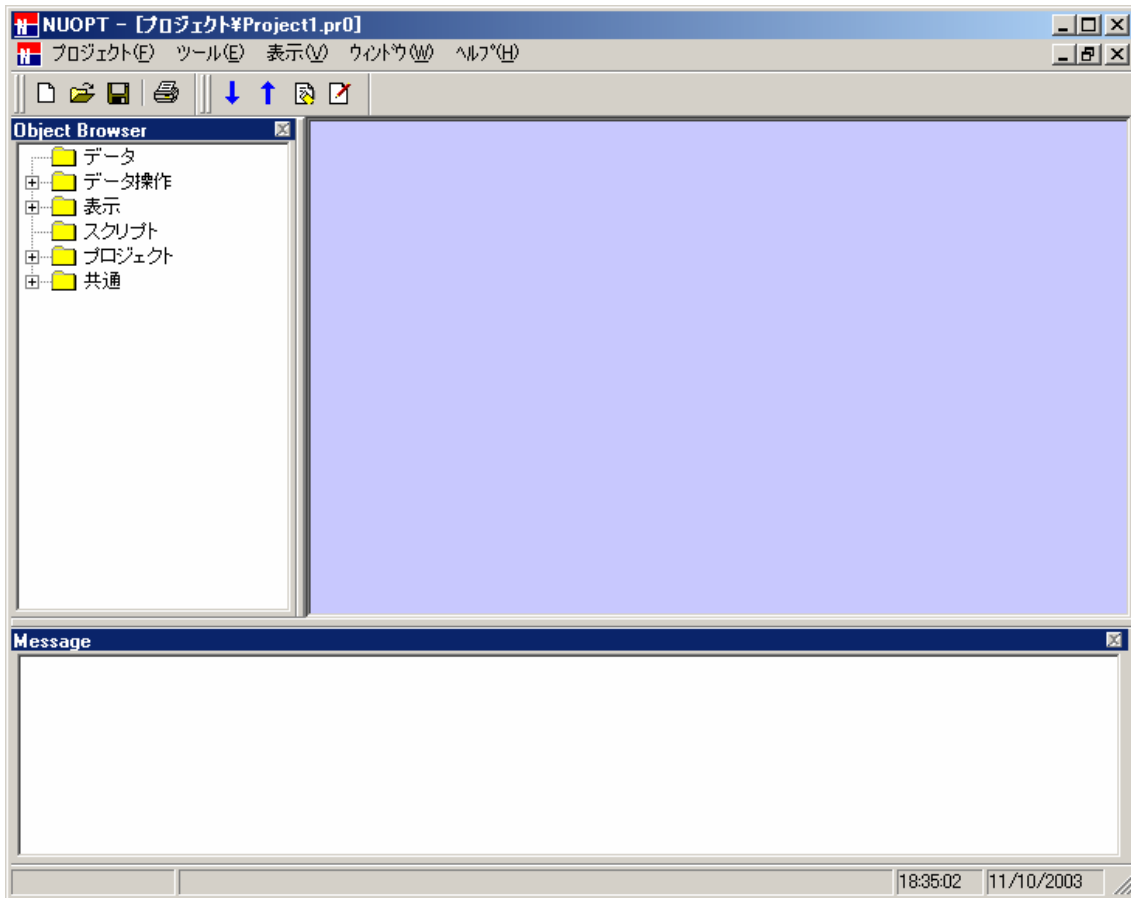 NUOPT - [プロジェクト¥Project1.pr0]
プロジェクト(F) ツール(E) 表示(V) ウィンドウ(W) ヘルプ(H)
Object Browser
データ
データ操作
表示
スクリプト
プロジェクト
共通
Message
18:35:02 11/10/2003